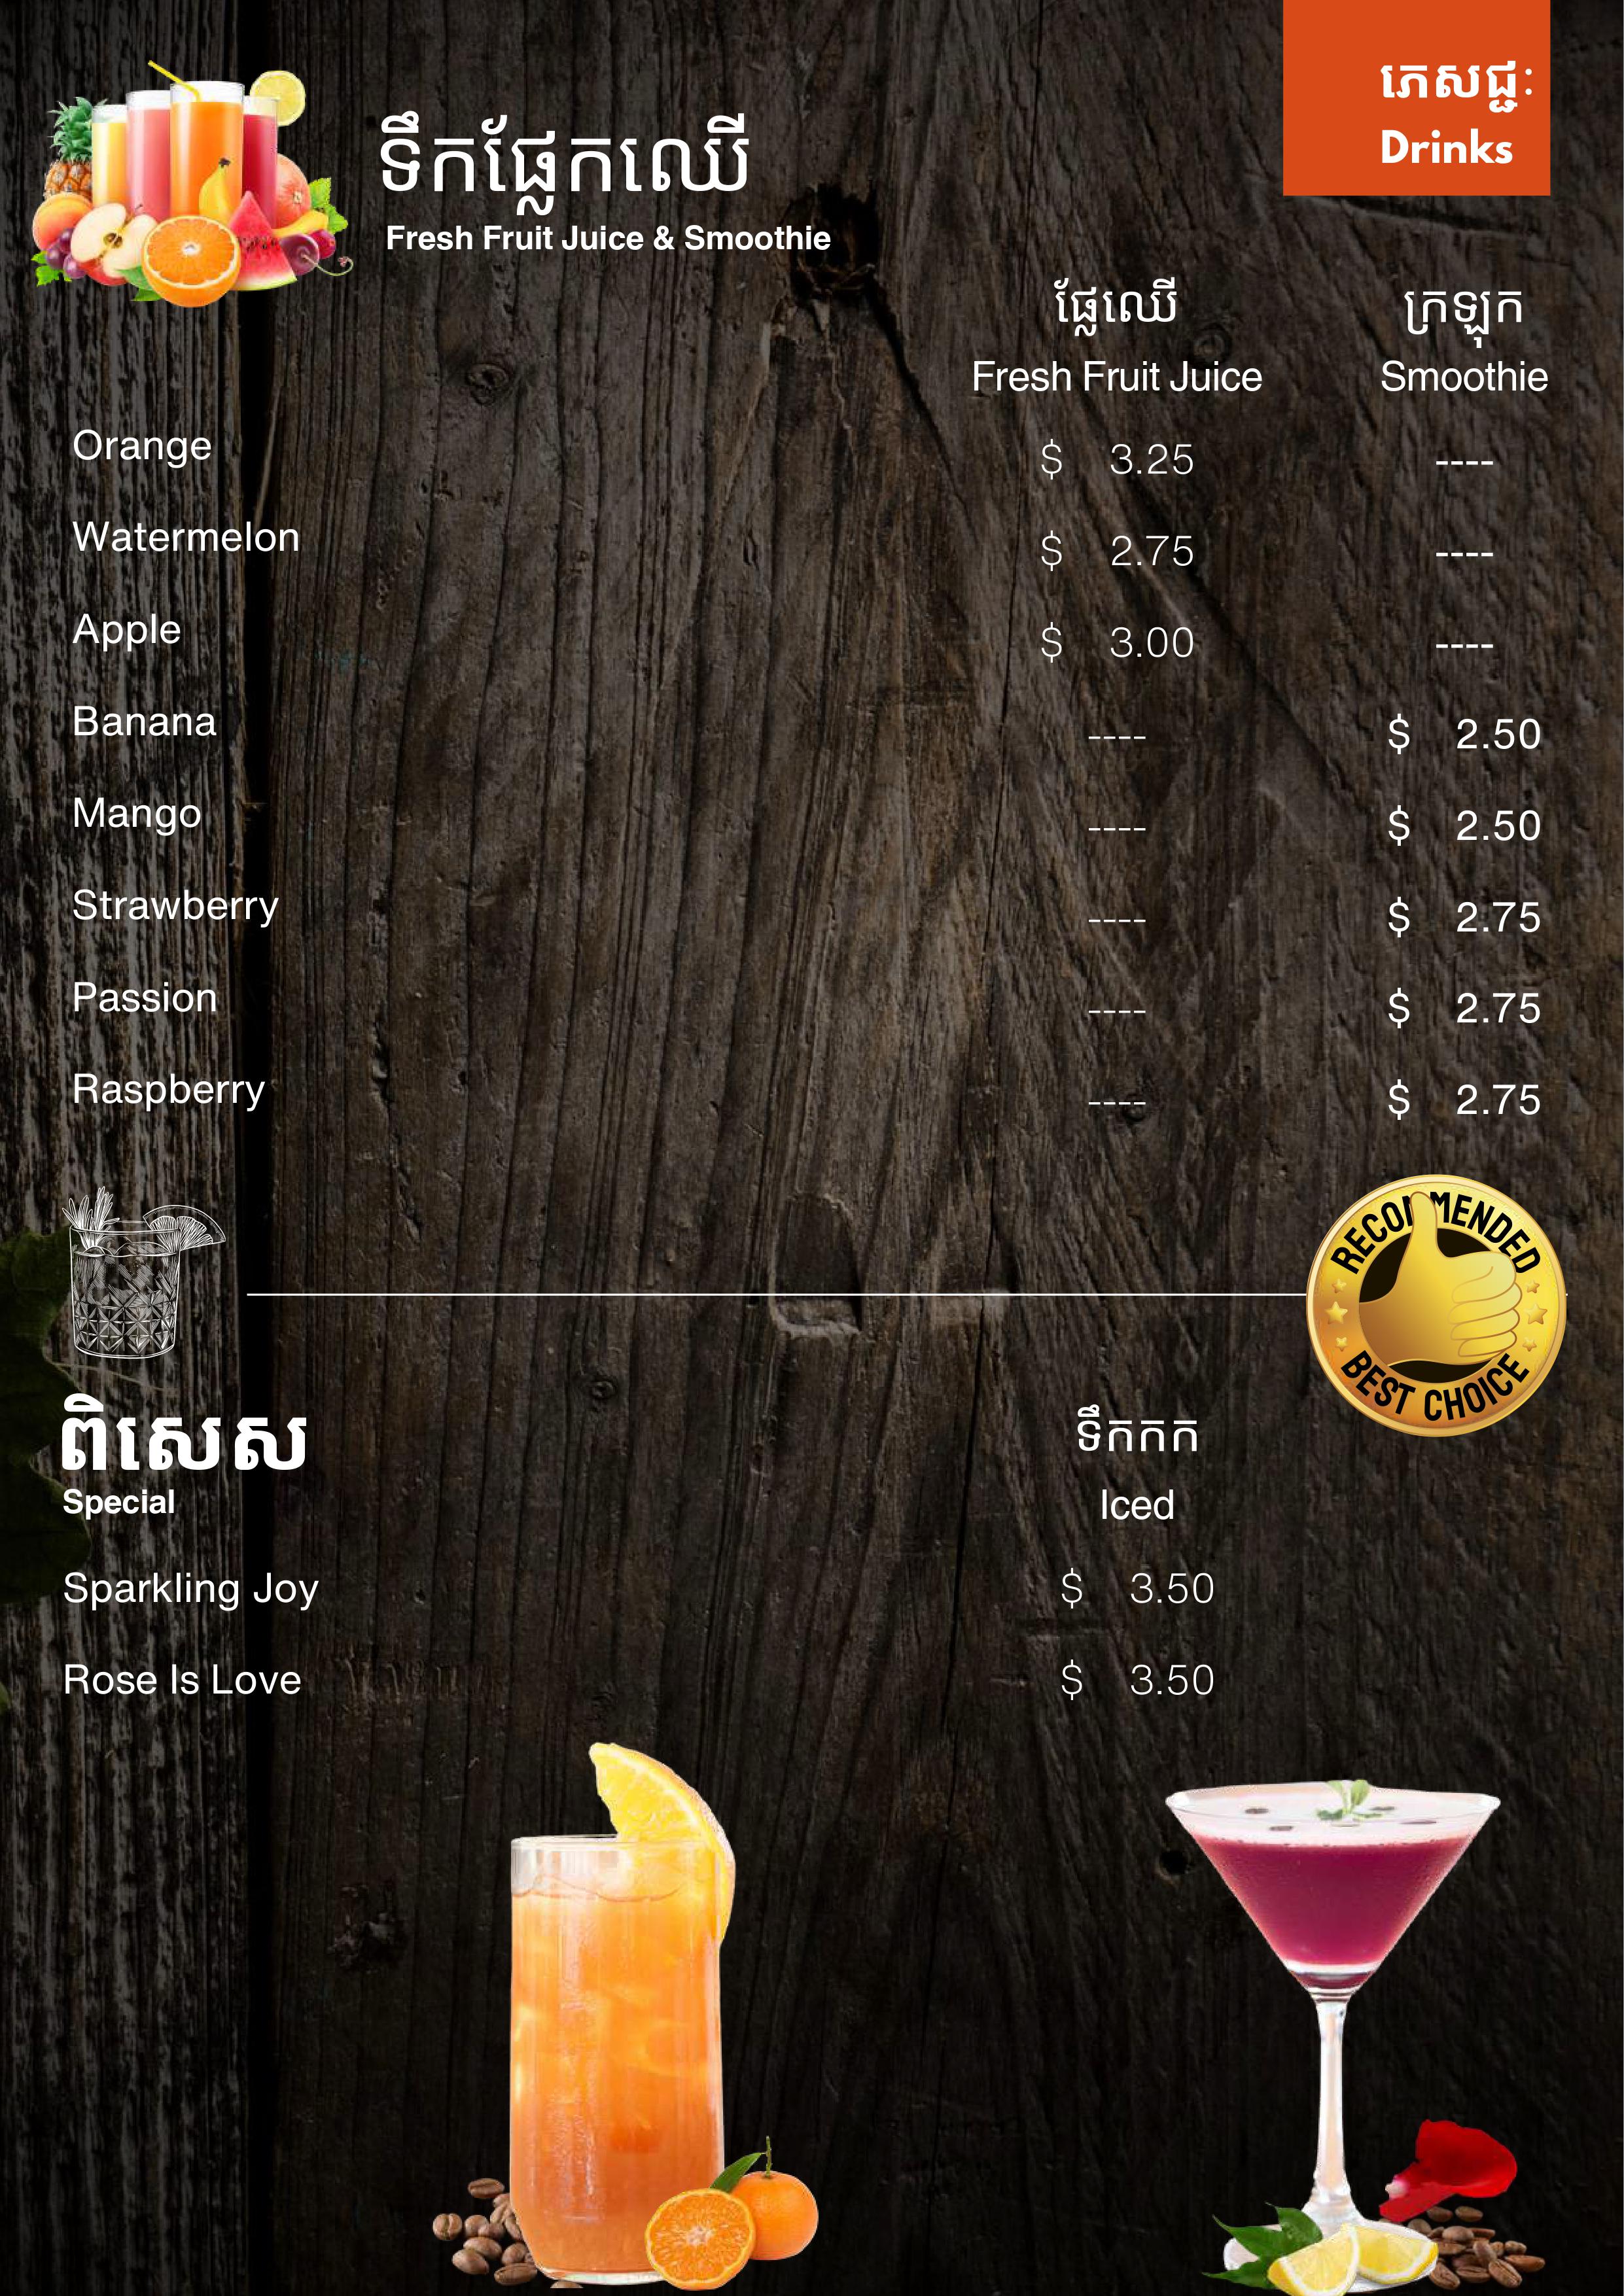 ភេសជ្ជៈ
Drinks
ទឹកផ្លែកឈើ
Fresh Fruit Juice & Smoothie
ផ្លែឈើ ក្រឡុក
Fresh Fruit Juice Smoothie
Orange $ 3.25 ----
Watermelon $ 2.75 ----
Apple $ 3.00 ----
Banana ---- $ 2.50
Mango ---- $ 2.50
Strawberry ---- $ 2.75
Passion ---- $ 2.75
Raspberry ---- $ 2.75
RECOMMENDED
BEST CHOICE
ពិសេស ទឹកកក
Special Iced
Sparkling Joy $ 3.50
Rose Is Love $ 3.50